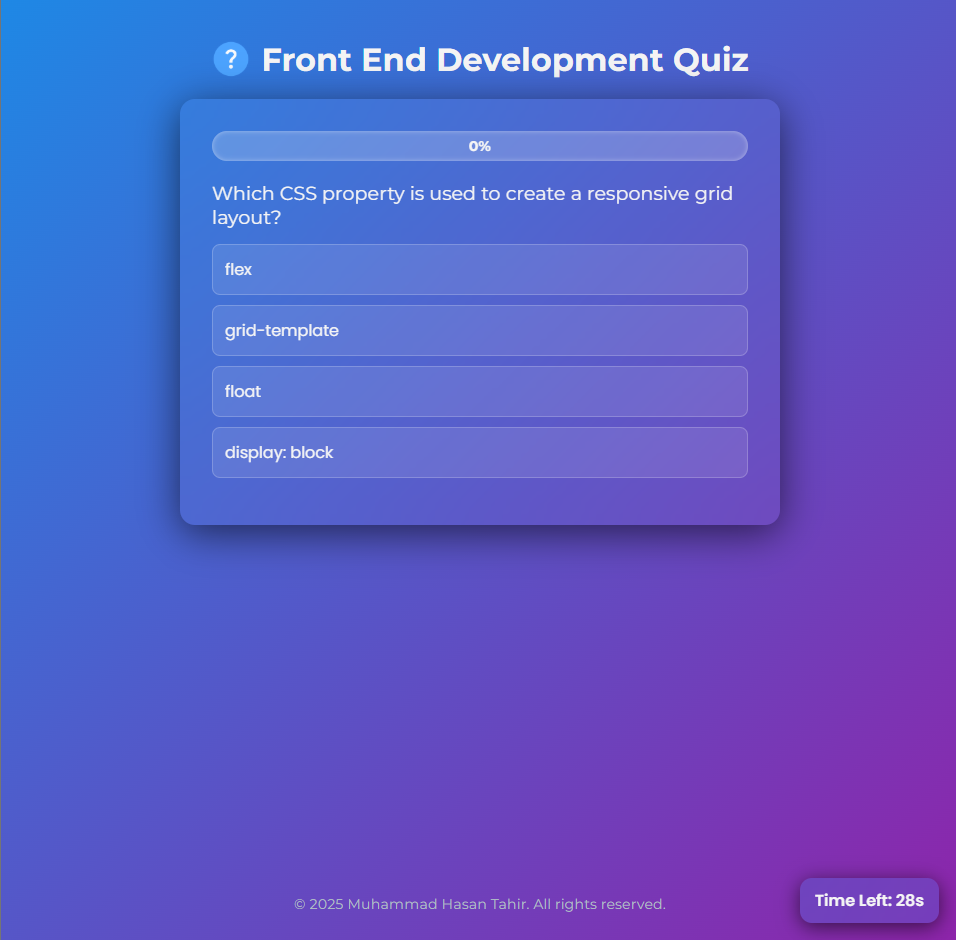 ? Front End Development Quiz
0%
Which CSS property is used to create a responsive grid
layout?
flex
grid-template
float
display: block
© 2025 Muhammad Hasan Tahir. All rights reserved.
Time Left: 28s